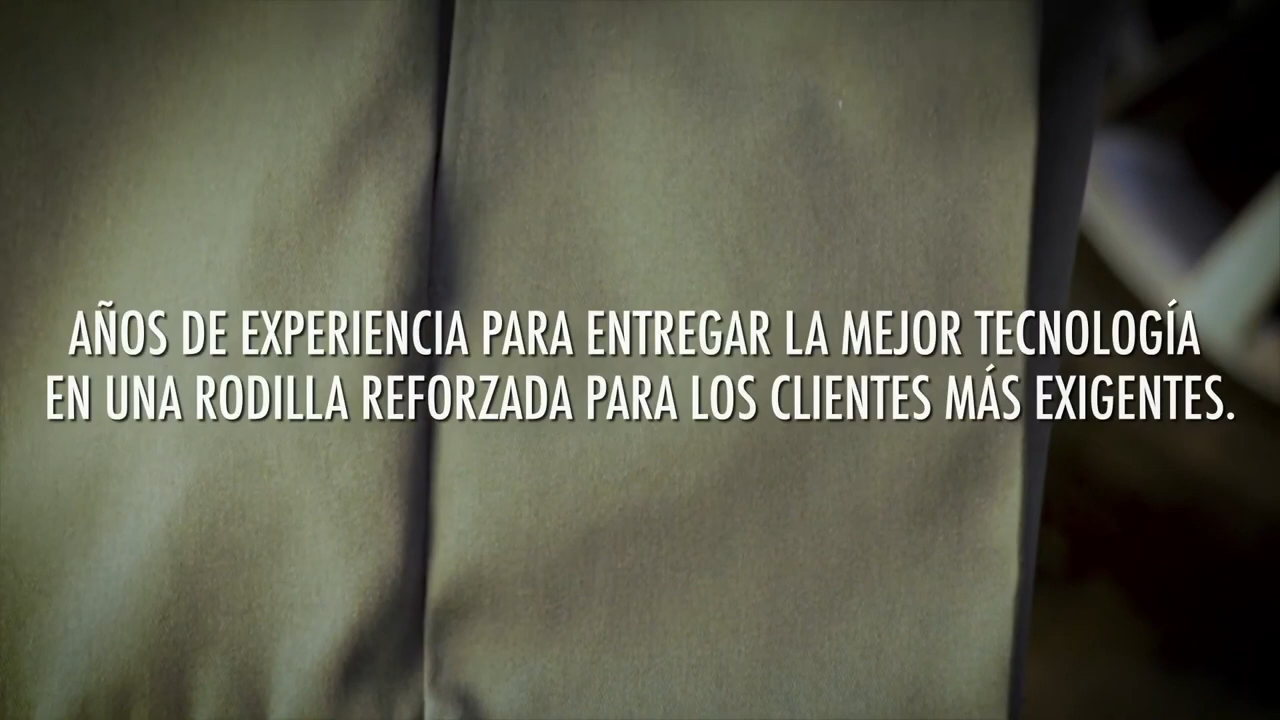 AÑOS DE EXPERIENCIA PARA ENTREGAR LA MEJOR TECNOLOGÍA
EN UNA RODILLA REFORZADA PARA LOS CLIENTES MÁS EXIGENTES.